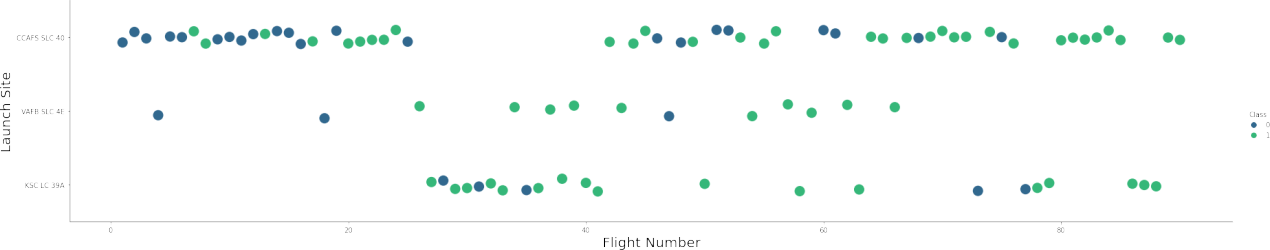 Launch Site
CCAFS SLC 40
VAFB SLC 4E
KSC LC 39A
0 20 40 60 80
Flight Number
Class
0
1